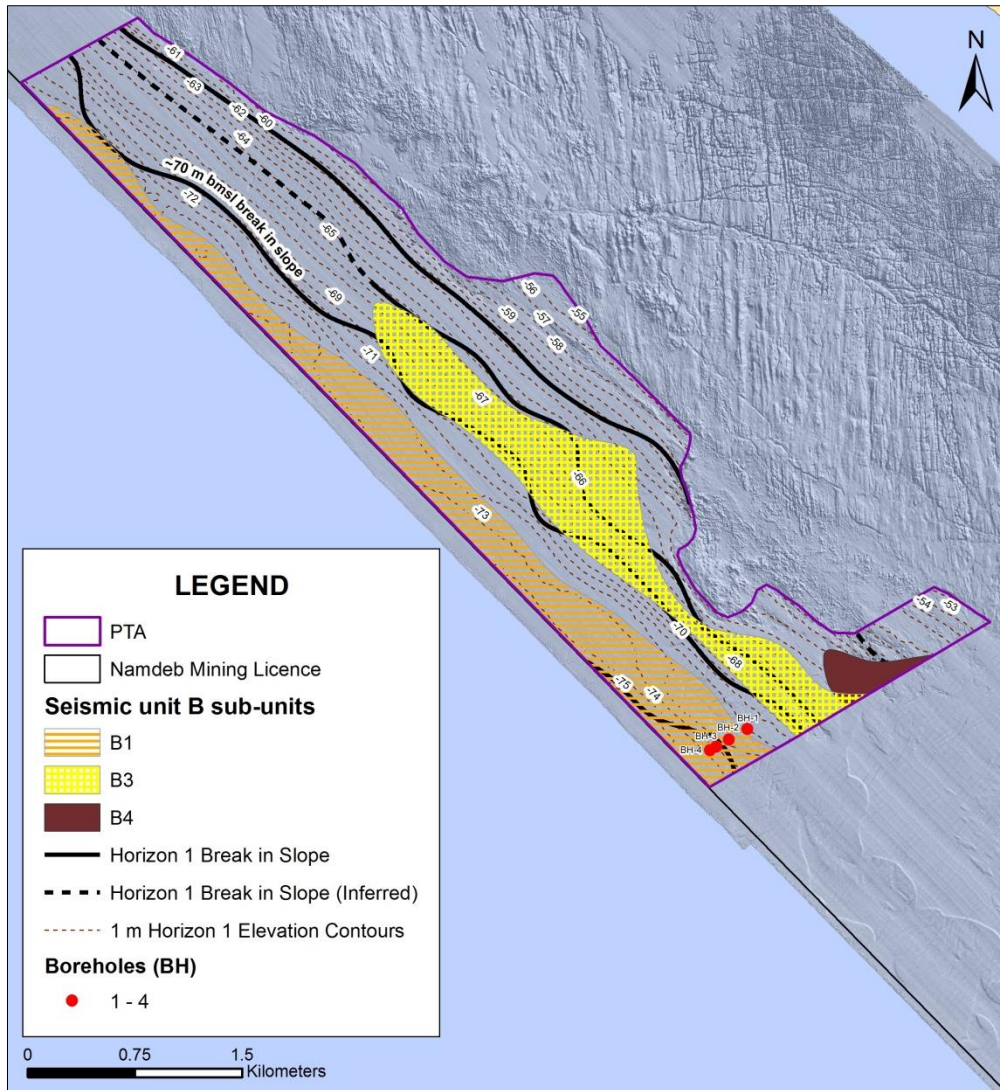 N
-61
-63
-62
-60
-64
~70 m bmsl break in slope
-72
-65
-69
-71
-56
-55
-59
-57
-58
-67
-66
-73
-70
-68
-54
-53
-75
-74
BH-1
BH-2
BH-3
BH-4
LEGEND
PTA
Namdeb Mining Licence
Seismic unit B sub-units
B1
B3
B4
Horizon 1 Break in Slope
Horizon 1 Break in Slope (Inferred)
1 m Horizon 1 Elevation Contours
Boreholes (BH)
1 - 4
0 0.75 1.5
Kilometers